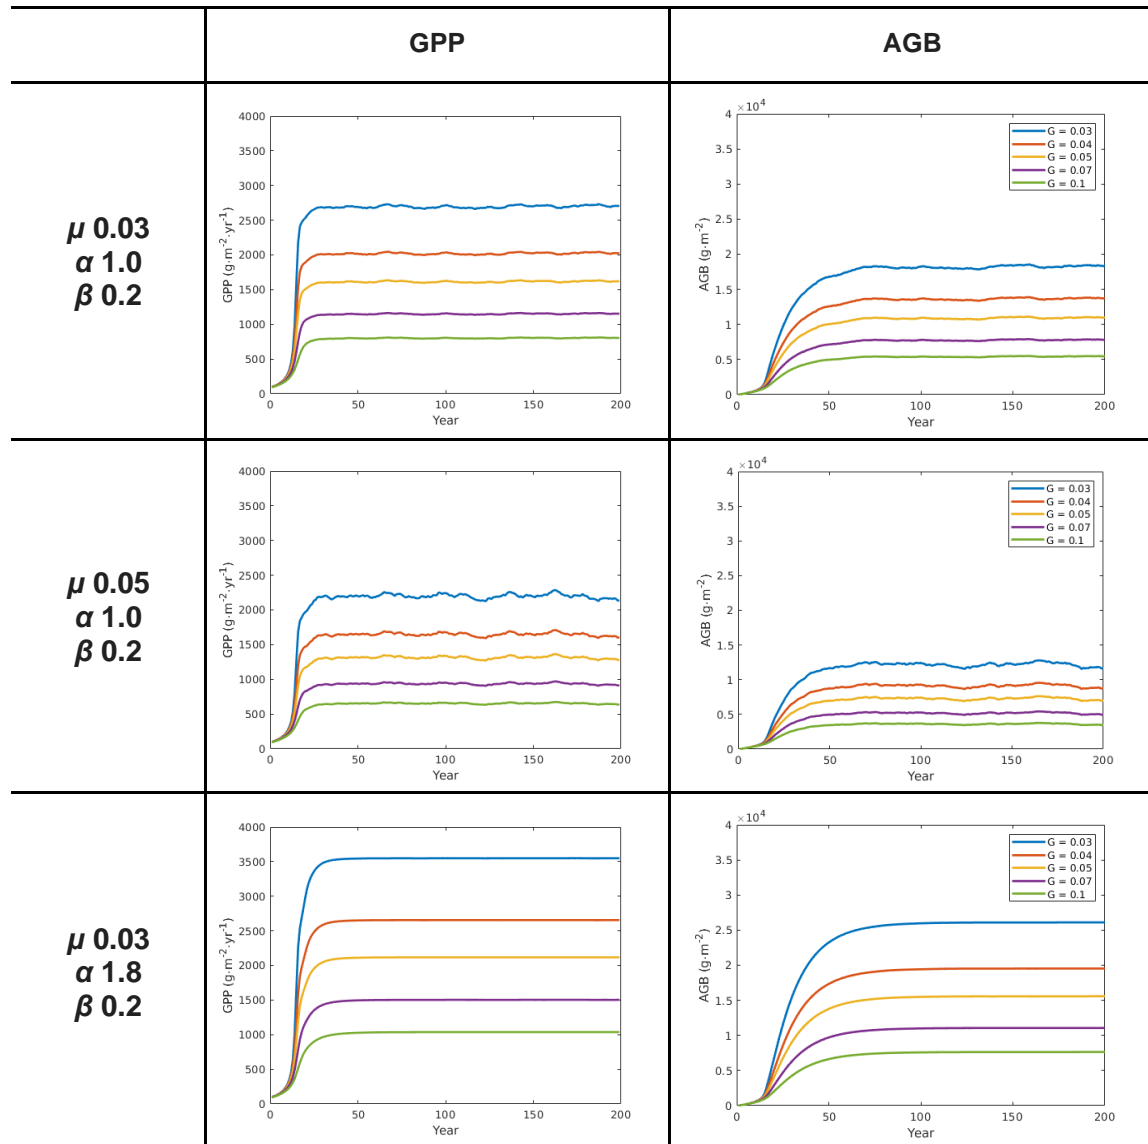 GPP
AGB
μ 0.03
α 1.0
β 0.2
4000
3500
3000
2500
2000
1500
1000
500
0
GPP (g·m⁻²·yr⁻¹)
0 50 100 150 200
Year
×10⁴
4
3.5
3
2.5
2
1.5
1
0.5
0
AGB (g·m⁻²)
0 50 100 150 200
Year
G = 0.03
G = 0.04
G = 0.05
G = 0.07
G = 0.1
μ 0.05
α 1.0
β 0.2
4000
3500
3000
2500
2000
1500
1000
500
0
GPP (g·m⁻²·yr⁻¹)
0 50 100 150 200
Year
×10⁴
4
3.5
3
2.5
2
1.5
1
0.5
0
AGB (g·m⁻²)
0 50 100 150 200
Year
G = 0.03
G = 0.04
G = 0.05
G = 0.07
G = 0.1
μ 0.03
α 1.8
β 0.2
4000
3500
3000
2500
2000
1500
1000
500
0
GPP (g·m⁻²·yr⁻¹)
0 50 100 150 200
Year
×10⁴
4
3.5
3
2.5
2
1.5
1
0.5
0
AGB (g·m⁻²)
0 50 100 150 200
Year
G = 0.03
G = 0.04
G = 0.05
G = 0.07
G = 0.1